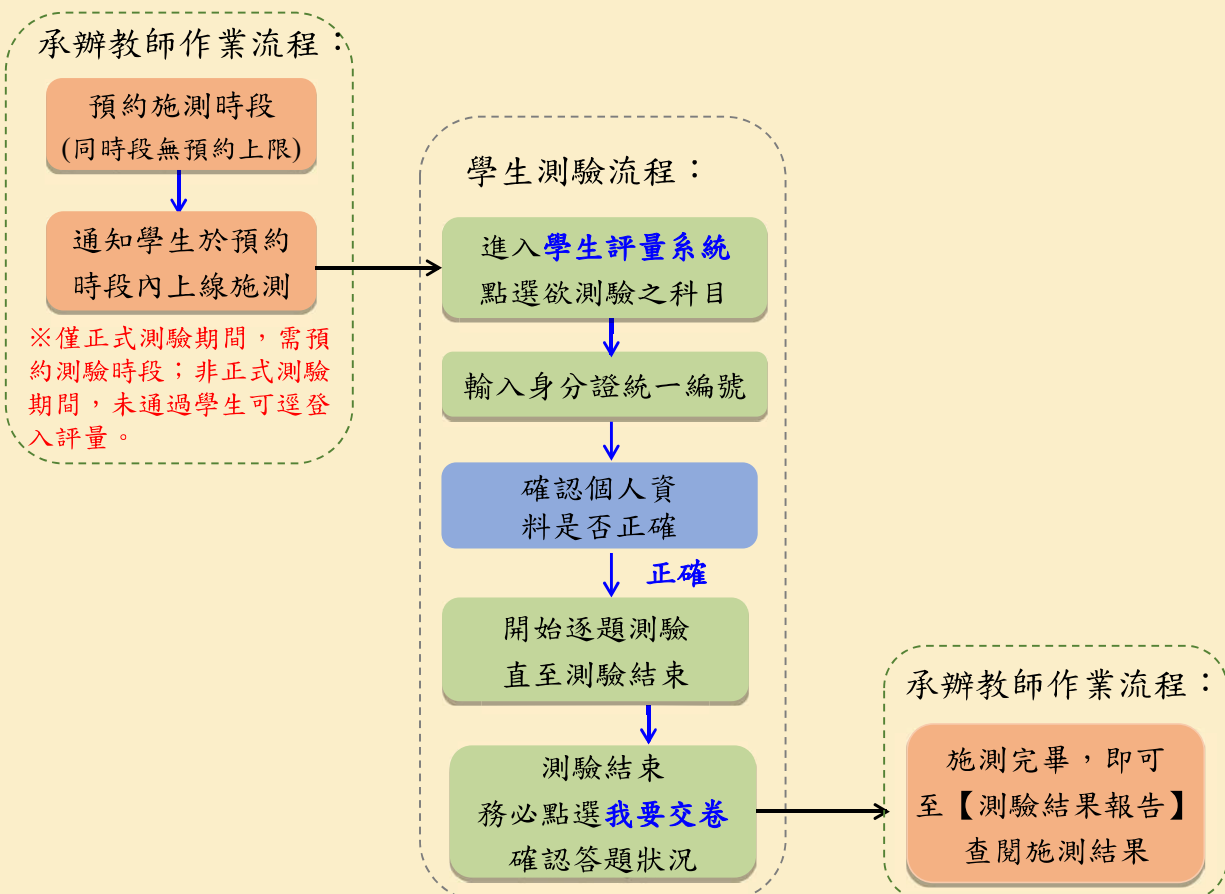 承辦教師作業流程：
預約施測時段
(同時段無預約上限)
通知學生於預約
時段內上線施測
※僅正式測驗期間，需預
約測驗時段；非正式測驗
期間，未通過學生可逕登
入評量。
學生測驗流程：
進入學生評量系統
點選欲測驗之科目
輸入身分證統一編號
確認個人資
料是否正確
正確
開始逐題測驗
直至測驗結束
測驗結束
務必點選我要交卷
確認答題狀況
承辦教師作業流程：
施測完畢，即可
至【測驗結果報告】
查閱施測結果